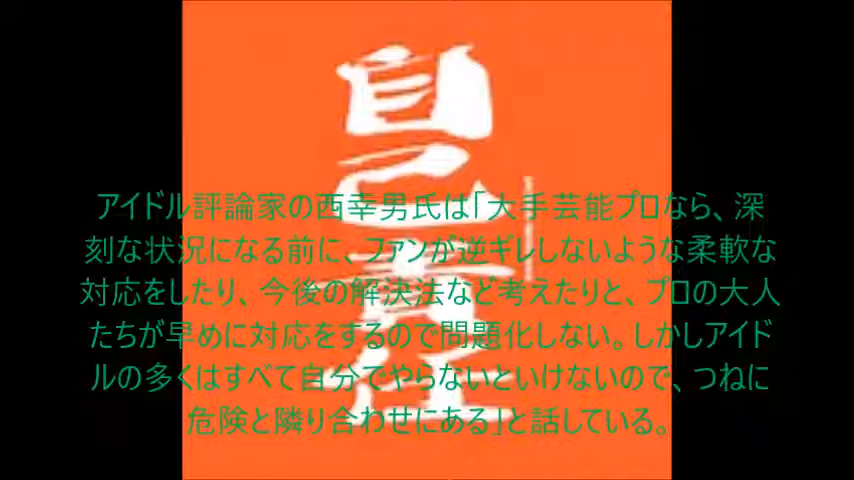 自己責任
アイドル評論家の西幸男氏は「大手芸能プロなら、深
刻な状況になる前に、ファンが逆ギレしないような柔軟な
対応をしたり、今後の解決法など考えたりと、プロの大人
たちが早めに対応をするので問題化しない。しかしアイド
ルの多くはすべて自分でやらないといけないので、つねに
危険と隣り合わせにある」と話している。